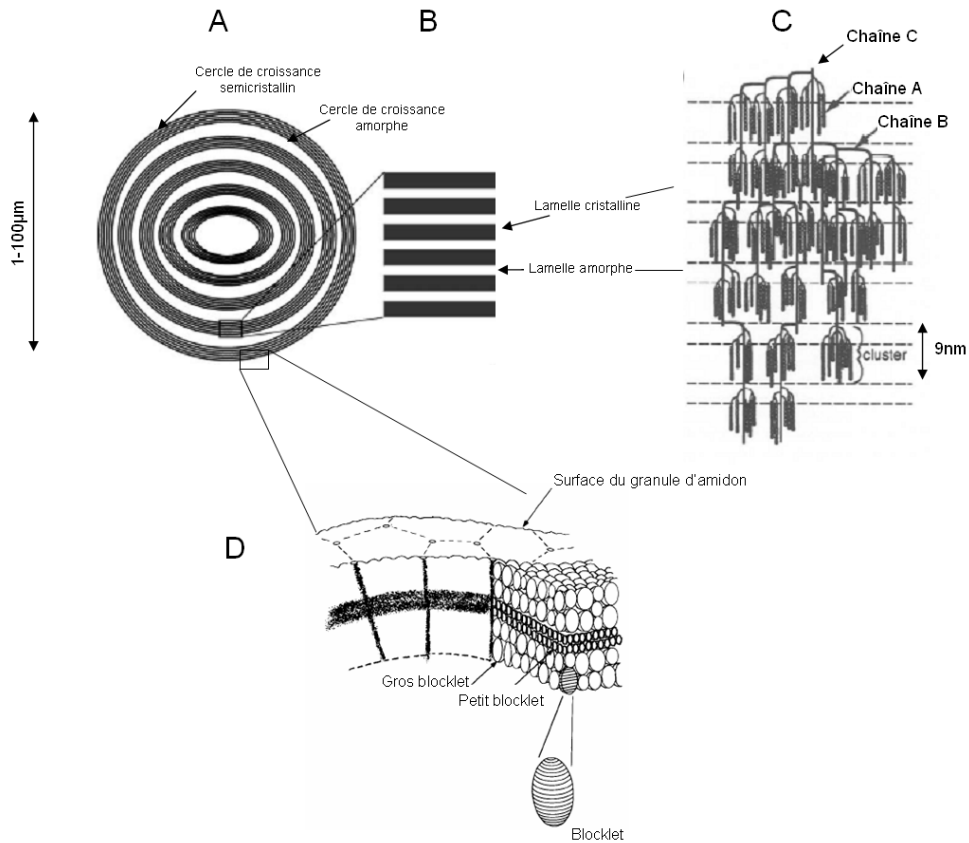 A
B
C
Cercle de croissance
semicristallin
Cercle de croissance
amorphe
1-100µm
Lamelle cristalline
Lamelle amorphe
Chaîne C
Chaîne A
Chaîne B
cluster
9nm
D
Surface du granule d'amidon
Gros blocklet
Petit blocklet
Blocklet